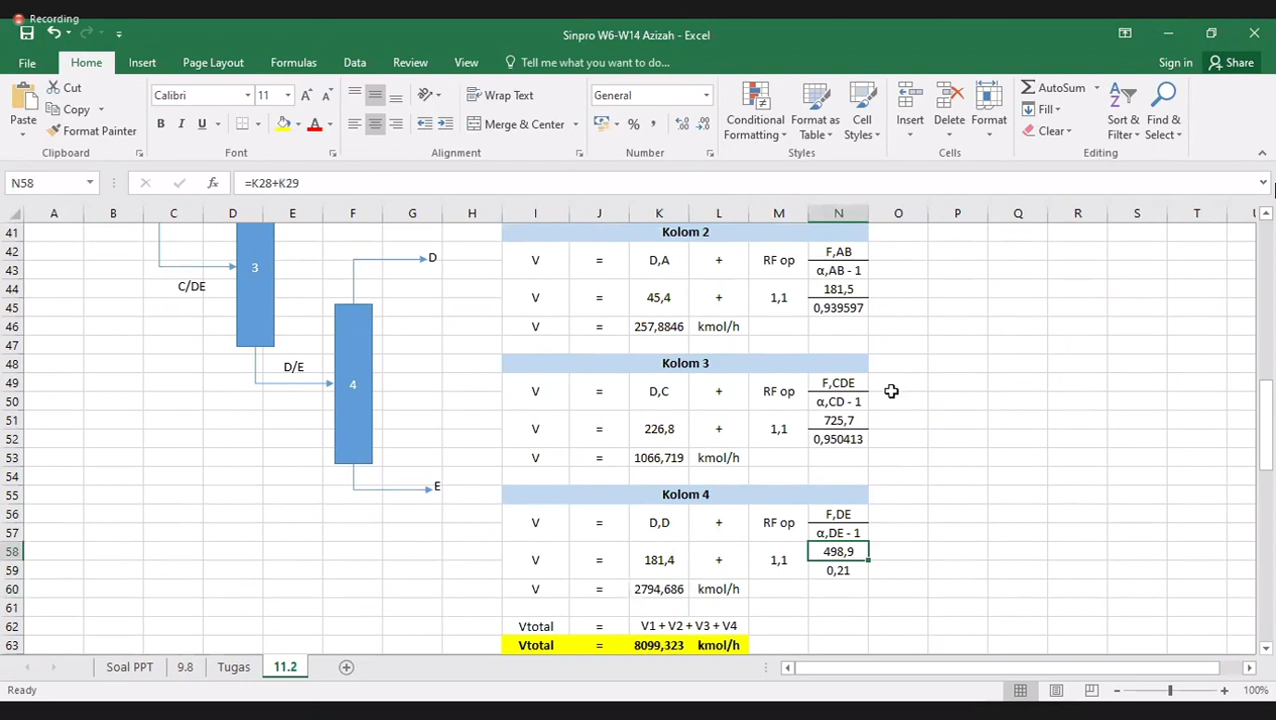 Recording
Sinpro W6-W14 Azizah - Excel
File Home Insert Page Layout Formulas Data Review View Tell me what you want to do... Sign in Share
Paste Cut Copy Format Painter Clipboard
Calibri 11 B I U A Font
Wrap Text Merge & Center Alignment
General % , Number
Conditional Formatting Format as Table Cell Styles Styles
Insert Delete Format Cells
AutoSum Fill Clear Sort & Filter Find & Select Editing
N58 fx =K28+K29
A B C D E F G H I J K L M N O P Q R S T U
41 Kolom 2
42 V = D,A + RF op F,AB
43 α,AB - 1
44 V = 45,4 + 1,1 181,5
45 0,939597
46 V = 257,8846 kmol/h
47
48 Kolom 3
49 V = D,C + RF op F,CDE
50 α,CD - 1
51 V = 226,8 + 1,1 725,7
52 0,950413
53 V = 1066,719 kmol/h
54
55 Kolom 4
56 V = D,D + RF op F,DE
57 α,DE - 1
58 V = 181,4 + 1,1 498,9
59 0,21
60 V = 2794,686 kmol/h
61
62 Vtotal = V1 + V2 + V3 + V4
63 Vtotal = 8099,323 kmol/h
3
C/DE
D
D/E
4
E
Soal PPT 9.8 Tugas 11.2
Ready 100%